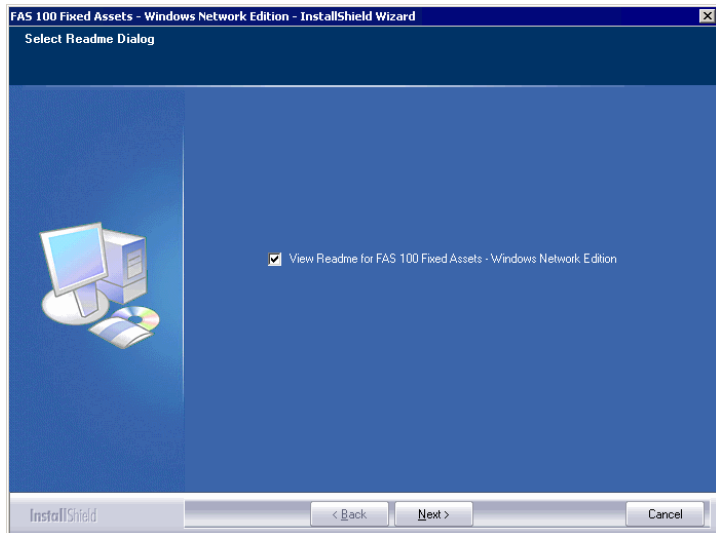 FAS 100 Fixed Assets - Windows Network Edition - InstallShield Wizard
Select Readme Dialog
View Readme for FAS 100 Fixed Assets - Windows Network Edition
InstallShield
< Back
Next >
Cancel